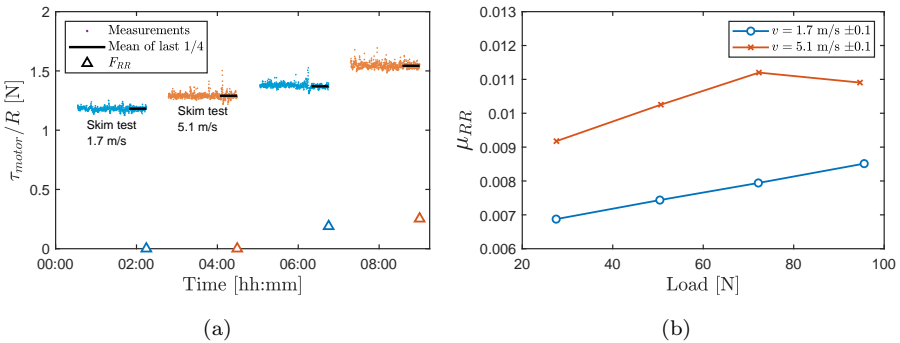 2
1.5
1
0.5
0
τ_motor/R [N]
Measurements
Mean of last 1/4
F_RR
Skim test
1.7 m/s
Skim test
5.1 m/s
00:00 02:00 04:00 06:00 08:00
Time [hh:mm]
(a)
0.013
0.012
0.011
0.01
0.009
0.008
0.007
0.006
μ_RR
v = 1.7 m/s ±0.1
v = 5.1 m/s ±0.1
20 40 60 80 100
Load [N]
(b)